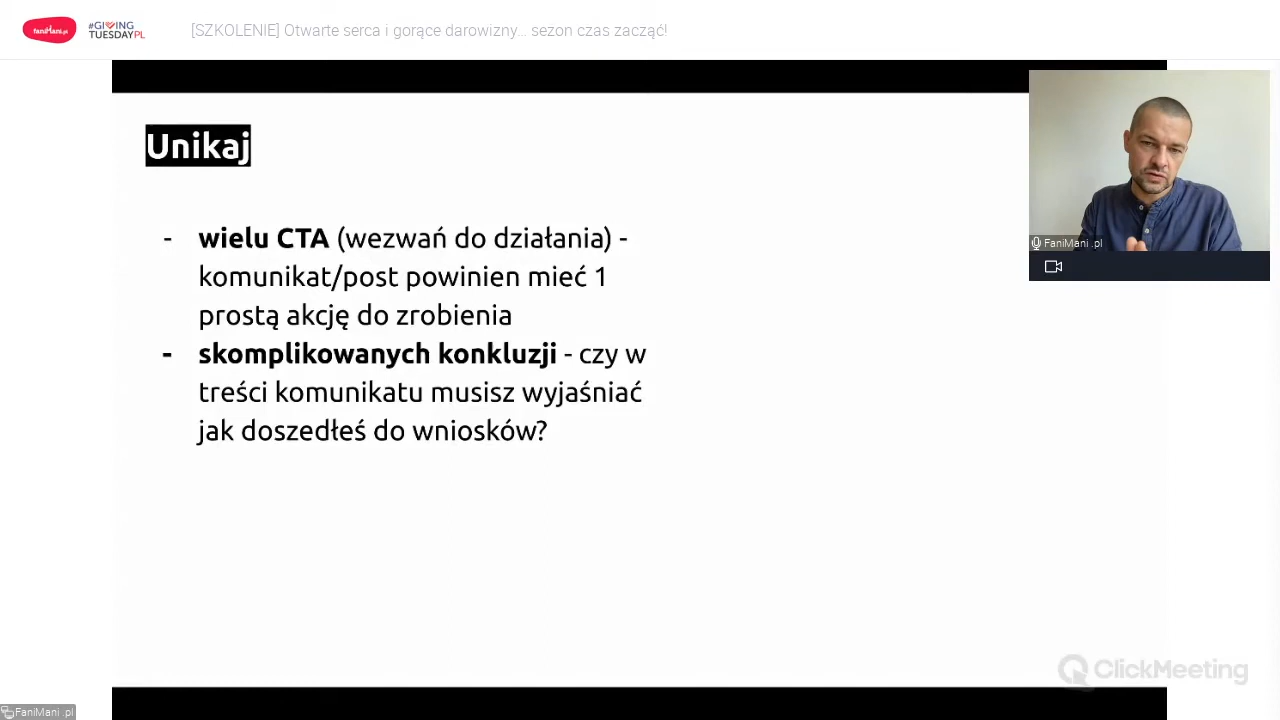 faniMani.pl
#GIVING
TUESDAYPL
[SZKOLENIE] Otwarte serca i gorące darowizny... sezon czas zacząć!
Unikaj
- wielu CTA (wezwań do działania) -
komunikat/post powinien mieć 1
prostą akcję do zrobienia
- skomplikowanych konkluzji - czy w
treści komunikatu musisz wyjaśniać
jak doszedłeś do wniosków?
FaniMani .pl
ClickMeeting
FaniMani .pl